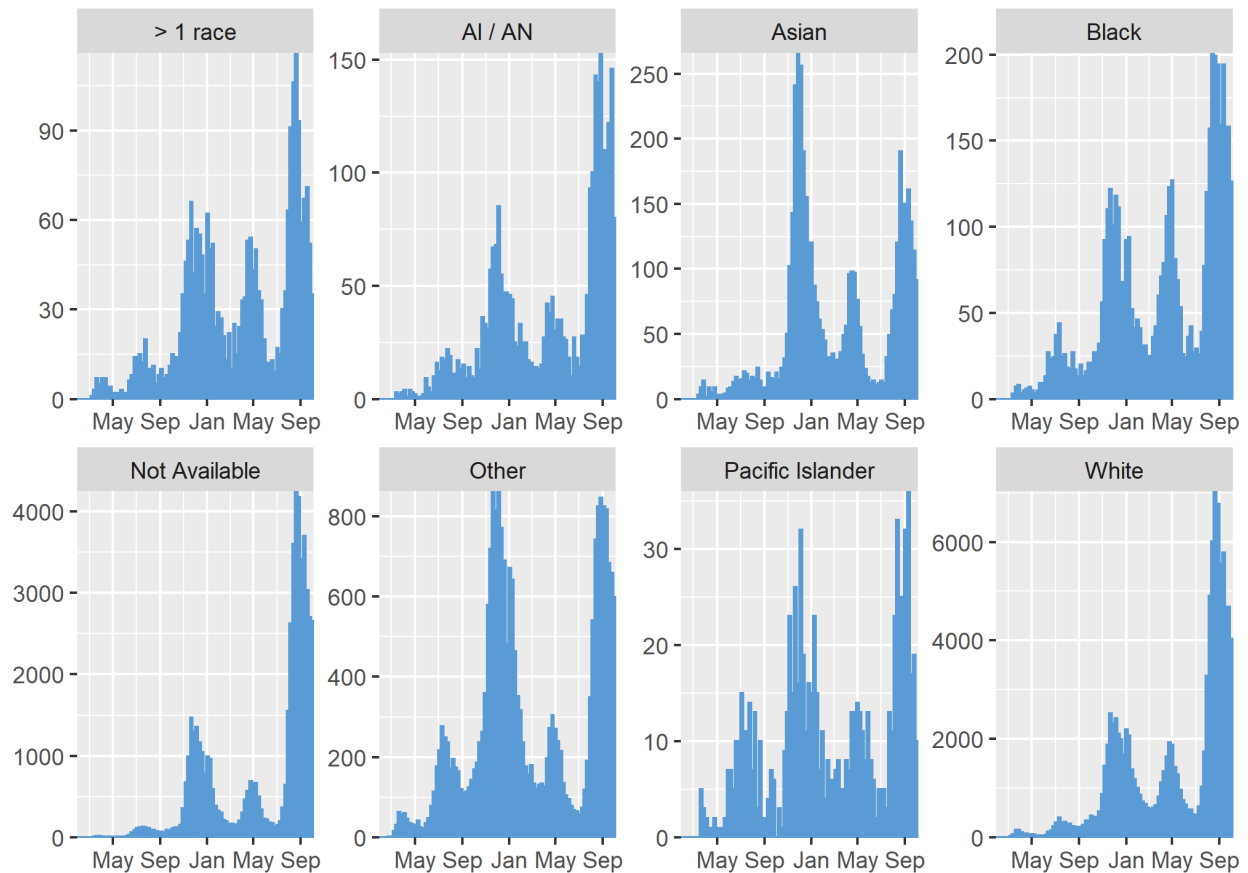 > 1 race
AI / AN
Asian
Black
0
30
60
90
0
50
100
150
0
50
100
150
200
250
0
50
100
150
200
May Sep Jan May Sep
May Sep Jan May Sep
May Sep Jan May Sep
May Sep Jan May Sep
Not Available
Other
Pacific Islander
White
0
1000
2000
3000
4000
0
200
400
600
800
0
10
20
30
0
2000
4000
6000
May Sep Jan May Sep
May Sep Jan May Sep
May Sep Jan May Sep
May Sep Jan May Sep